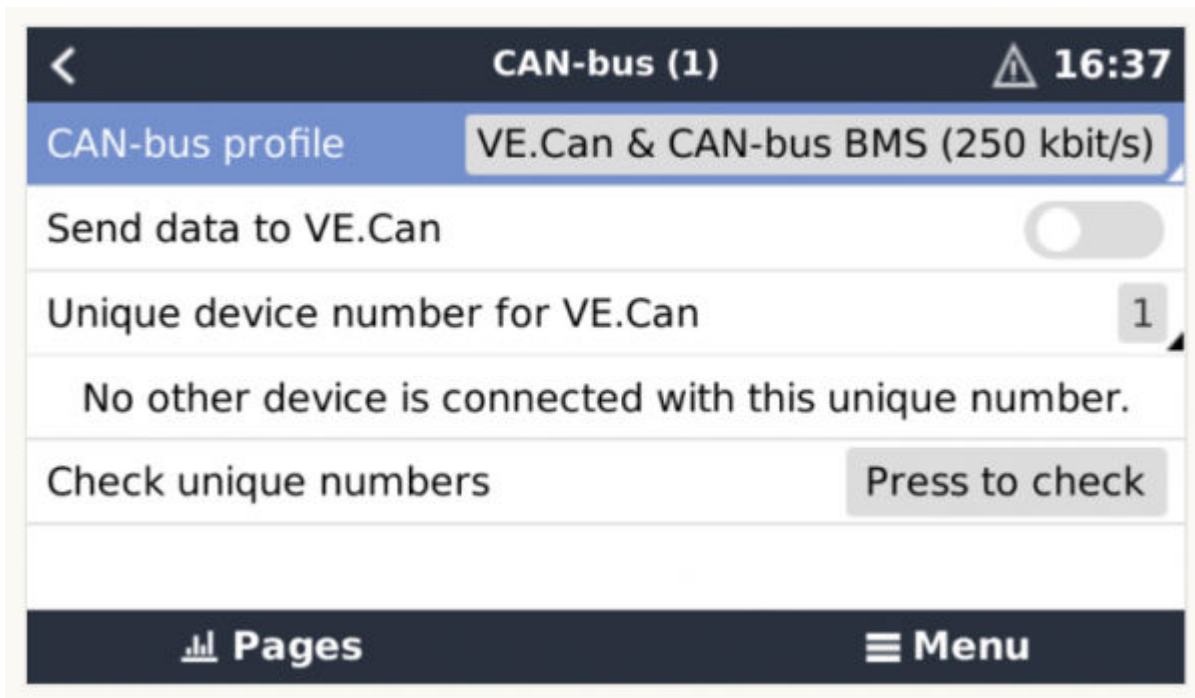 CAN-bus (1) 16:37
CAN-bus profile VE.Can & CAN-bus BMS (250 kbit/s)
Send data to VE.Can
Unique device number for VE.Can 1
No other device is connected with this unique number.
Check unique numbers Press to check
Pages Menu